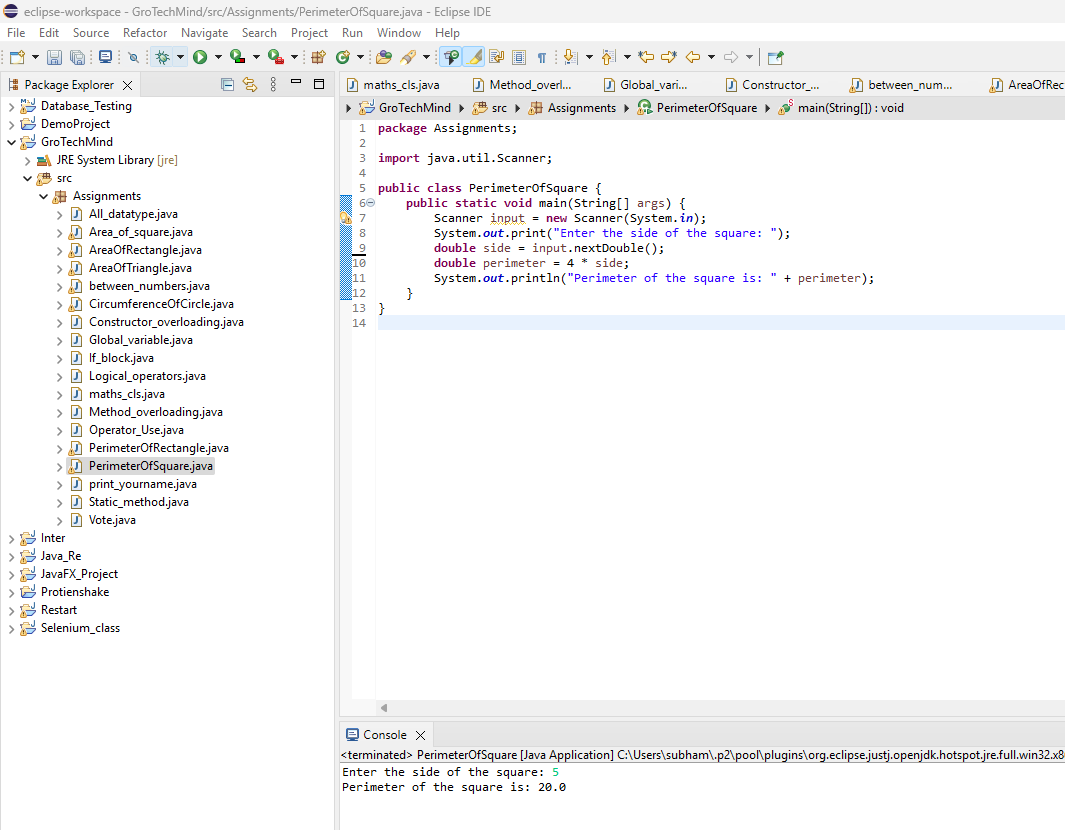 eclipse-workspace - GroTechMind/src/Assignments/PerimeterOfSquare.java - Eclipse IDE
File Edit Source Refactor Navigate Search Project Run Window Help
Package Explorer
Database_Testing
DemoProject
GroTechMind
JRE System Library [jre]
src
Assignments
All_datatype.java
Area_of_square.java
AreaOfRectangle.java
AreaOfTriangle.java
between_numbers.java
CircumferenceOfCircle.java
Constructor_overloading.java
Global_variable.java
If_block.java
Logical_operators.java
maths_cls.java
Method_overloading.java
Operator_Use.java
PerimeterOfRectangle.java
PerimeterOfSquare.java
print_yourname.java
Static_method.java
Vote.java
Inter
Java_Re
JavaFX_Project
Protienshake
Restart
Selenium_class
maths_cls.java Method_overl... Global_vari... Constructor_... between_num... AreaOfRec
GroTechMind src Assignments PerimeterOfSquare main(String[]) : void
1 package Assignments;
2
3 import java.util.Scanner;
4
5 public class PerimeterOfSquare {
6 public static void main(String[] args) {
7 Scanner input = new Scanner(System.in);
8 System.out.print("Enter the side of the square: ");
9 double side = input.nextDouble();
10 double perimeter = 4 * side;
11 System.out.println("Perimeter of the square is: " + perimeter);
12 }
13 }
14
Console
<terminated> PerimeterOfSquare [Java Application] C:\Users\subham\.p2\pool\plugins\org.eclipse.justj.openjdk.hotspot.jre.full.win32.x8
Enter the side of the square: 5
Perimeter of the square is: 20.0